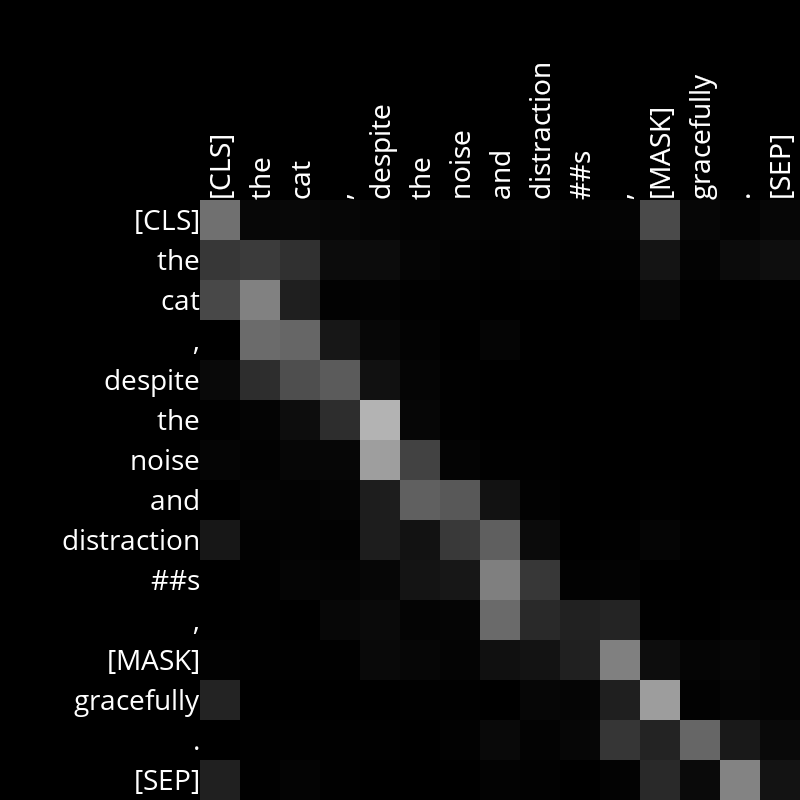 [CLS] the cat , despite the noise and distraction ##s , [MASK] gracefully . [SEP]
[CLS]
the
cat
,
despite
the
noise
and
distraction
##s
,
[MASK]
gracefully
.
[SEP]